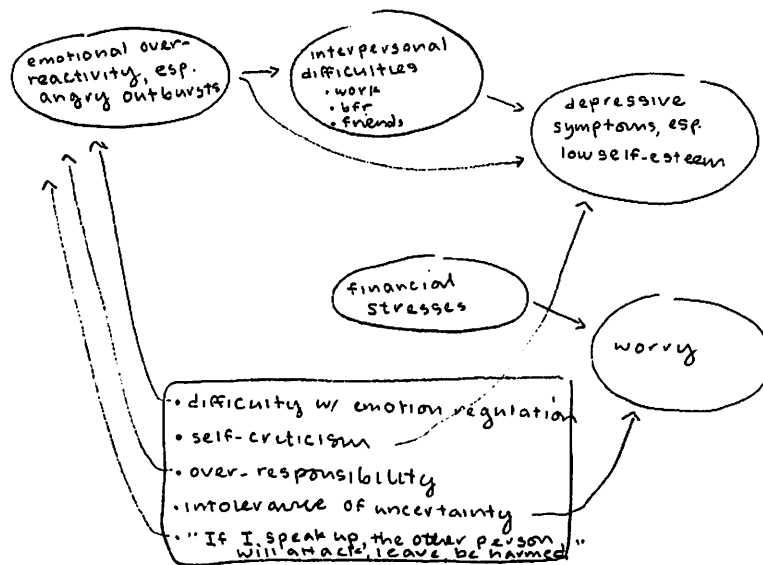 emotional over-
reactivity, esp.
angry outbursts
interpersonal
difficulties
• work
• bfr
• friends
depressive
symptoms, esp.
low self-esteem
financial
stresses
worry
• difficulty w/ emotion regulation
• self-criticism
• over-responsibility
• intolerance of uncertainty
• "If I speak up, the other person
will attack, leave, be harmed"